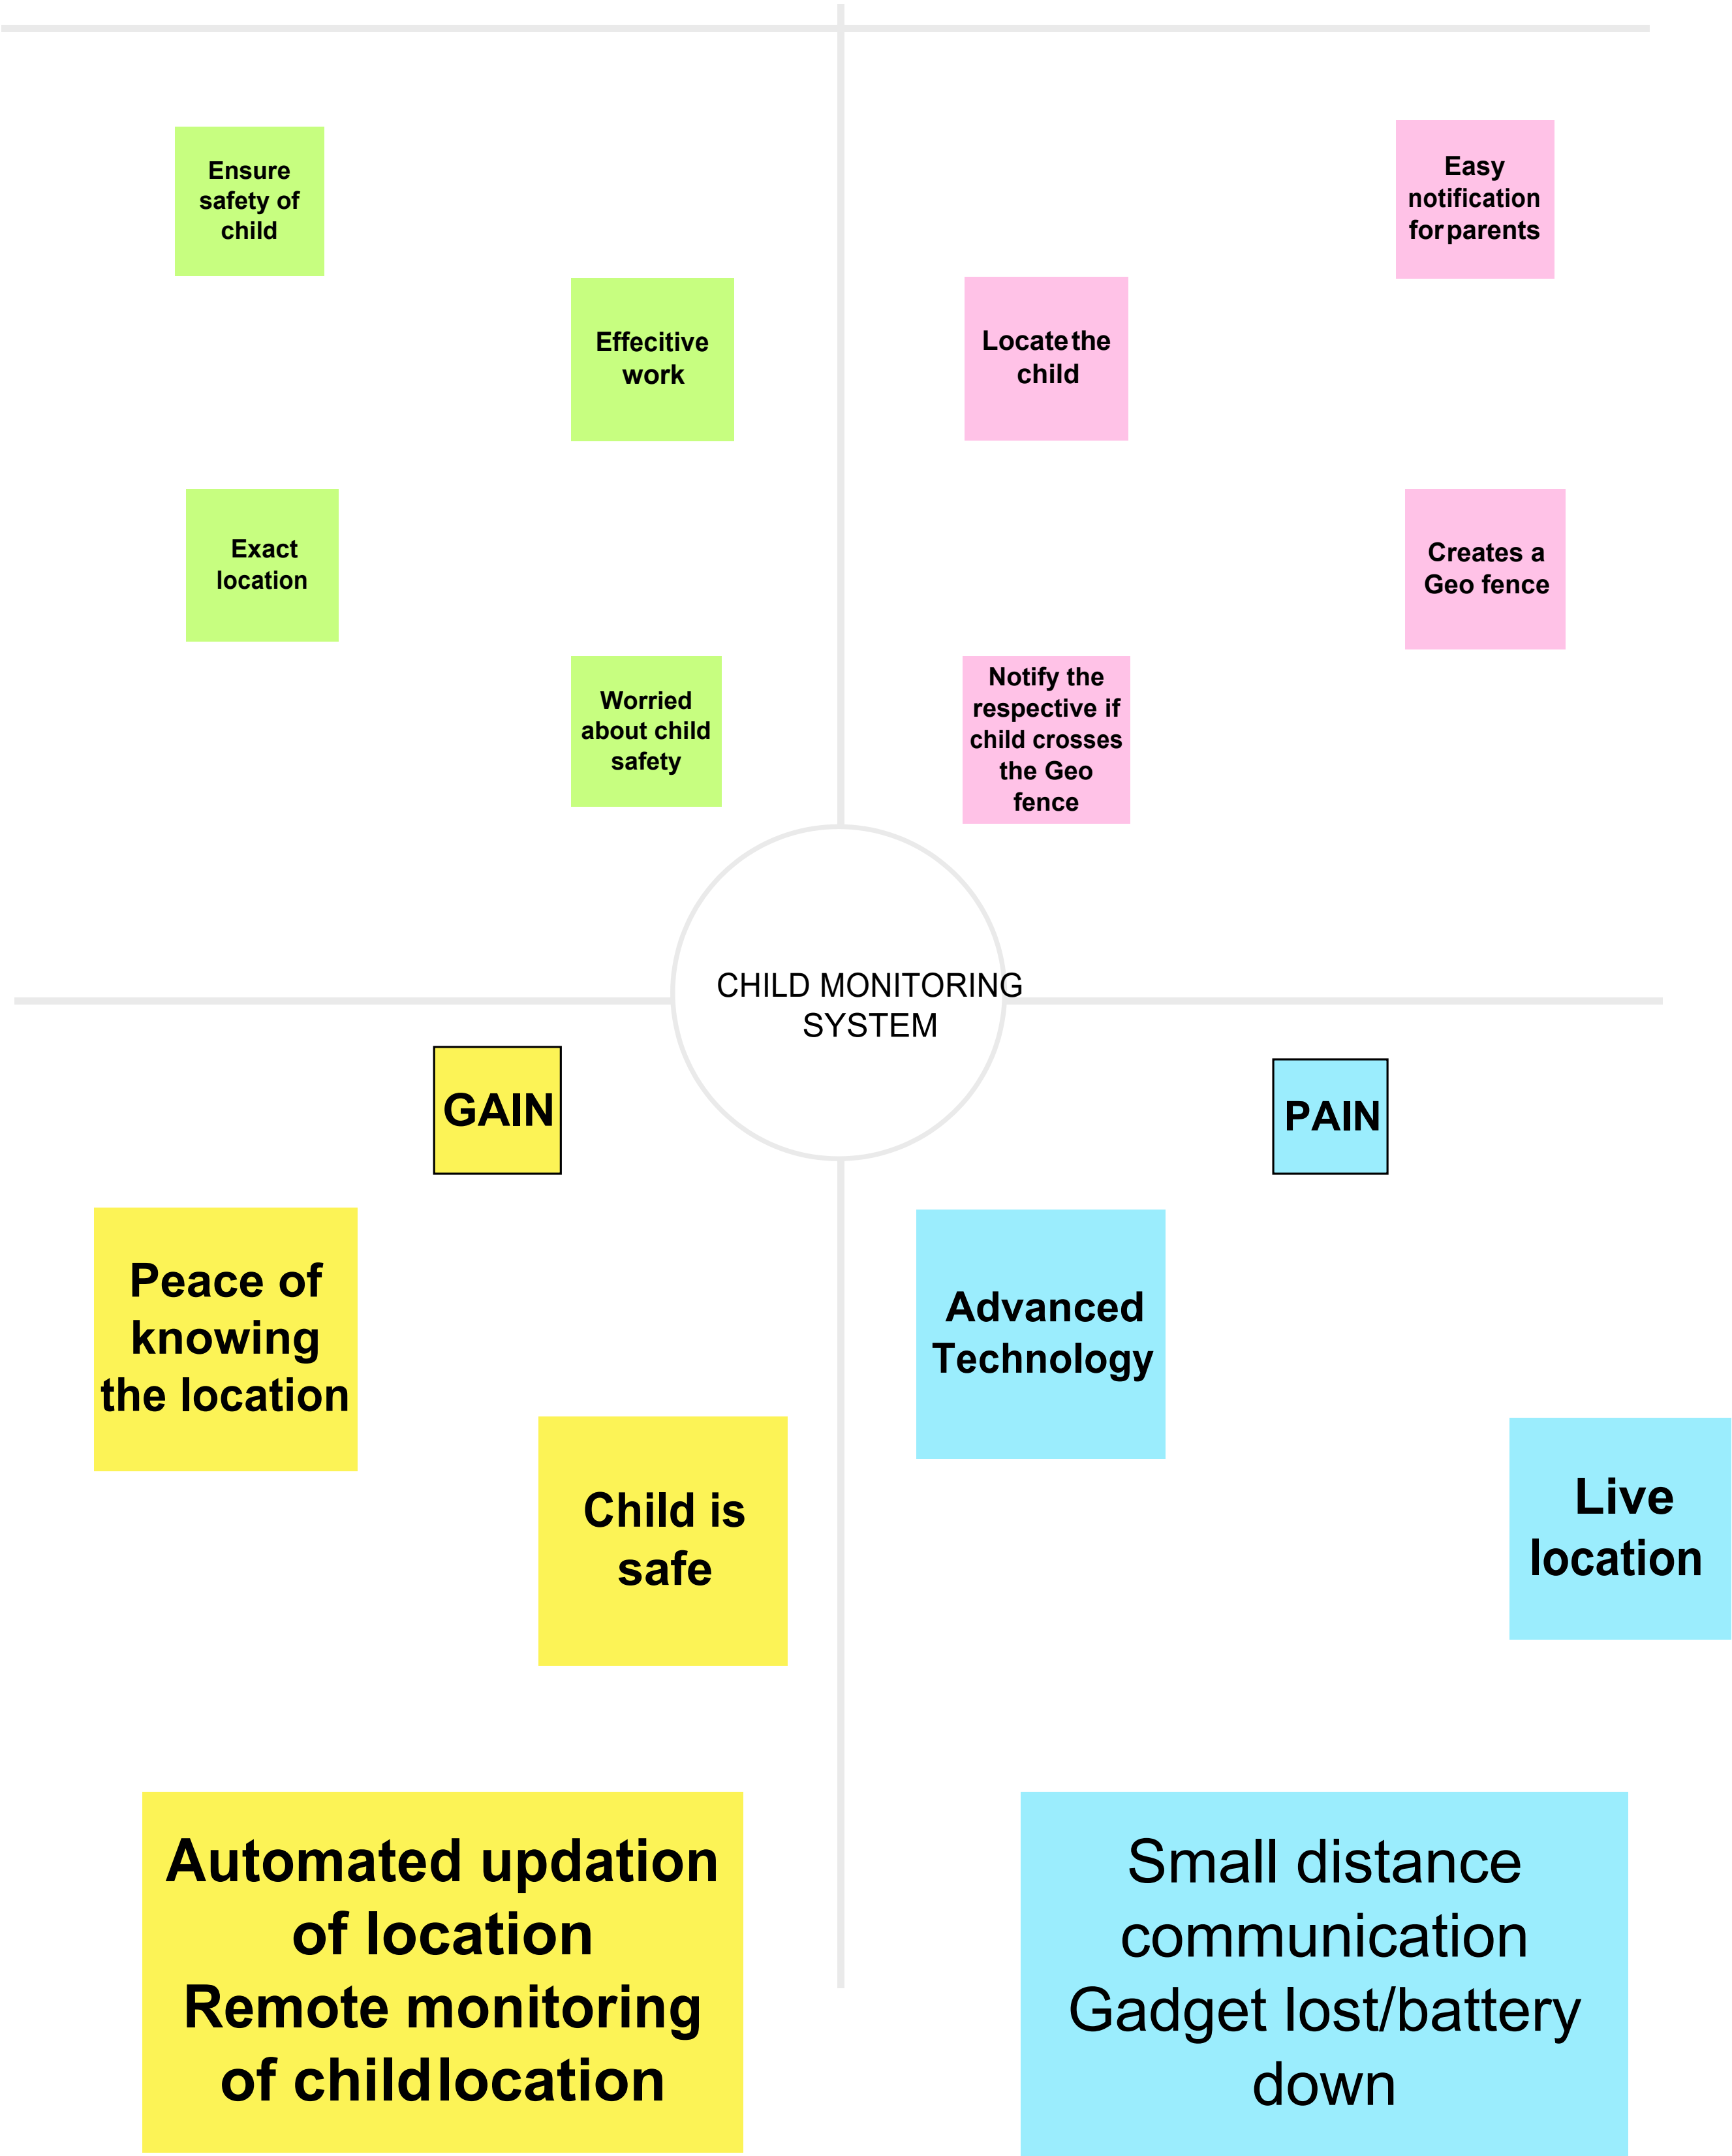 Ensure
safety of
child
Effecitive
work
Exact
location
Worried
about child
safety
Easy
notification
for parents
Locate the
child
Creates a
Geo fence
Notify the
respective if
child crosses
the Geo
fence
CHILD MONITORING
SYSTEM
GAIN
Peace of
knowing
the location
Child is
safe
Automated updation
of location
Remote monitoring
of child location
PAIN
Advanced
Technology
Live
location
Small distance
communication
Gadget lost/battery
down